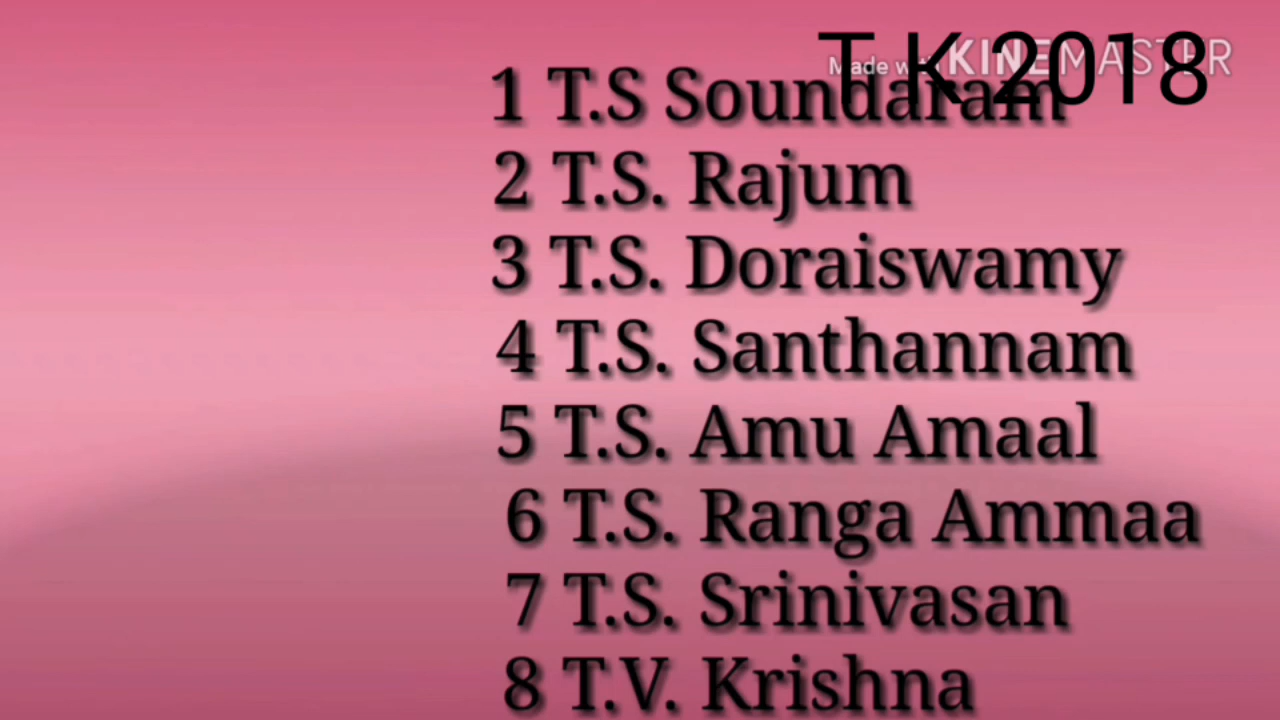 T K 2018
Made with KINEMASTER
1 T.S Soundaram
2 T.S. Rajum
3 T.S. Doraiswamy
4 T.S. Santhannam
5 T.S. Amu Amaal
6 T.S. Ranga Ammaa
7 T.S. Srinivasan
8 T.V. Krishna